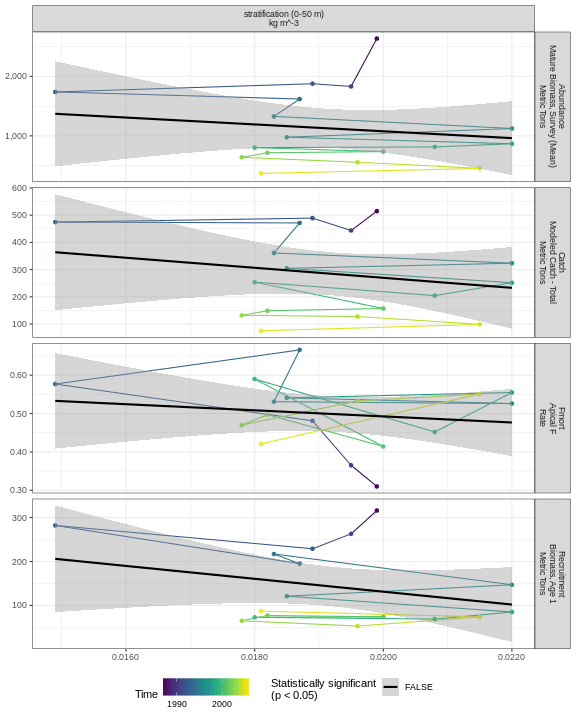 stratification (0-50 m)
kg m^-3
2,000
1,000
Abundance
Mature Biomass, Survey (Mean)
Metric Tons
600
500
400
300
200
100
Catch
Modeled Catch - Total
Metric Tons
0.60
0.50
0.40
0.30
Fmort
Apical F
Rate
300
200
100
Recruitment
Biomass, Age 1
Metric Tons
0.0160 0.0180 0.0200 0.0220
Time
1990 2000
Statistically significant
(p < 0.05)
FALSE